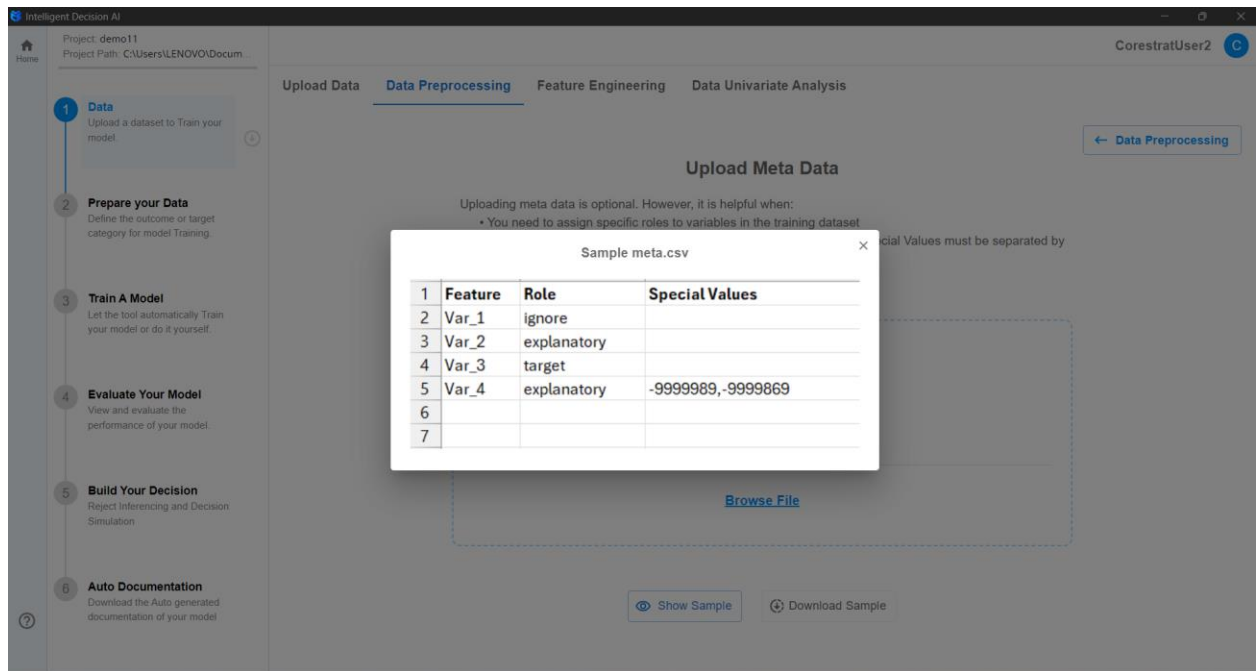 Intelligent Decision AI
Home
Project: demo11
Project Path: C:\Users\LENOVO\Docum...
CorestratUser2
C
Upload Data Data Preprocessing Feature Engineering Data Univariate Analysis
1
Data
Upload a dataset to Train your
model.
2
Prepare your Data
Define the outcome or target
category for model Training.
3
Train A Model
Let the tool automatically Train
your model or do it yourself.
4
Evaluate Your Model
View and evaluate the
performance of your model.
5
Build Your Decision
Reject Inferencing and Decision
Simulation
6
Auto Documentation
Download the Auto generated
documentation of your model
← Data Preprocessing
Upload Meta Data
Uploading meta data is optional. However, it is helpful when:
• You need to assign specific roles to variables in the training dataset
Values must be separated by
Sample meta.csv
1 Feature Role Special Values
2 Var_1 ignore
3 Var_2 explanatory
4 Var_3 target
5 Var_4 explanatory -9999989,-9999869
6
7
Browse File
Show Sample
Download Sample